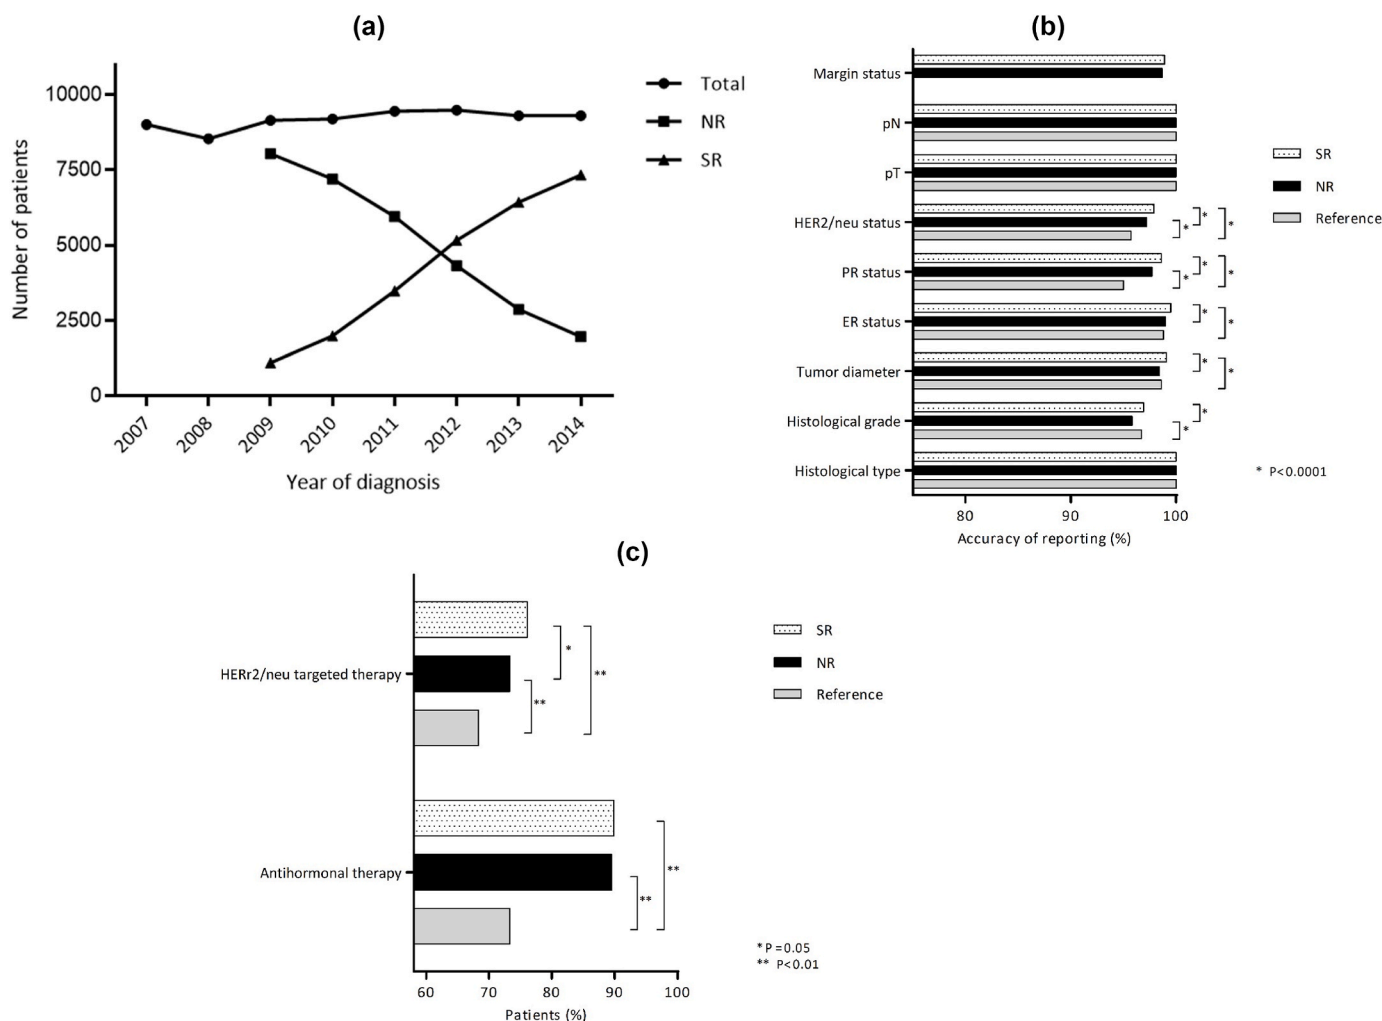 (a)
Number of patients
10000
7500
5000
2500
0
2007
2008
2009
2010
2011
2012
2013
2014
Year of diagnosis
Total
NR
SR
(b)
Margin status
pN
pT
HER2/neu status
PR status
ER status
Tumor diameter
Histological grade
Histological type
* * *
* * *
* *
* *
* *
80 90 100
Accuracy of reporting (%)
SR
NR
Reference
* P<0.0001
(c)
HERr2/neu targeted therapy
Antihormonal therapy
*
**
**
**
**
60 70 80 90 100
Patients (%)
SR
NR
Reference
* P=0.05
** P<0.01